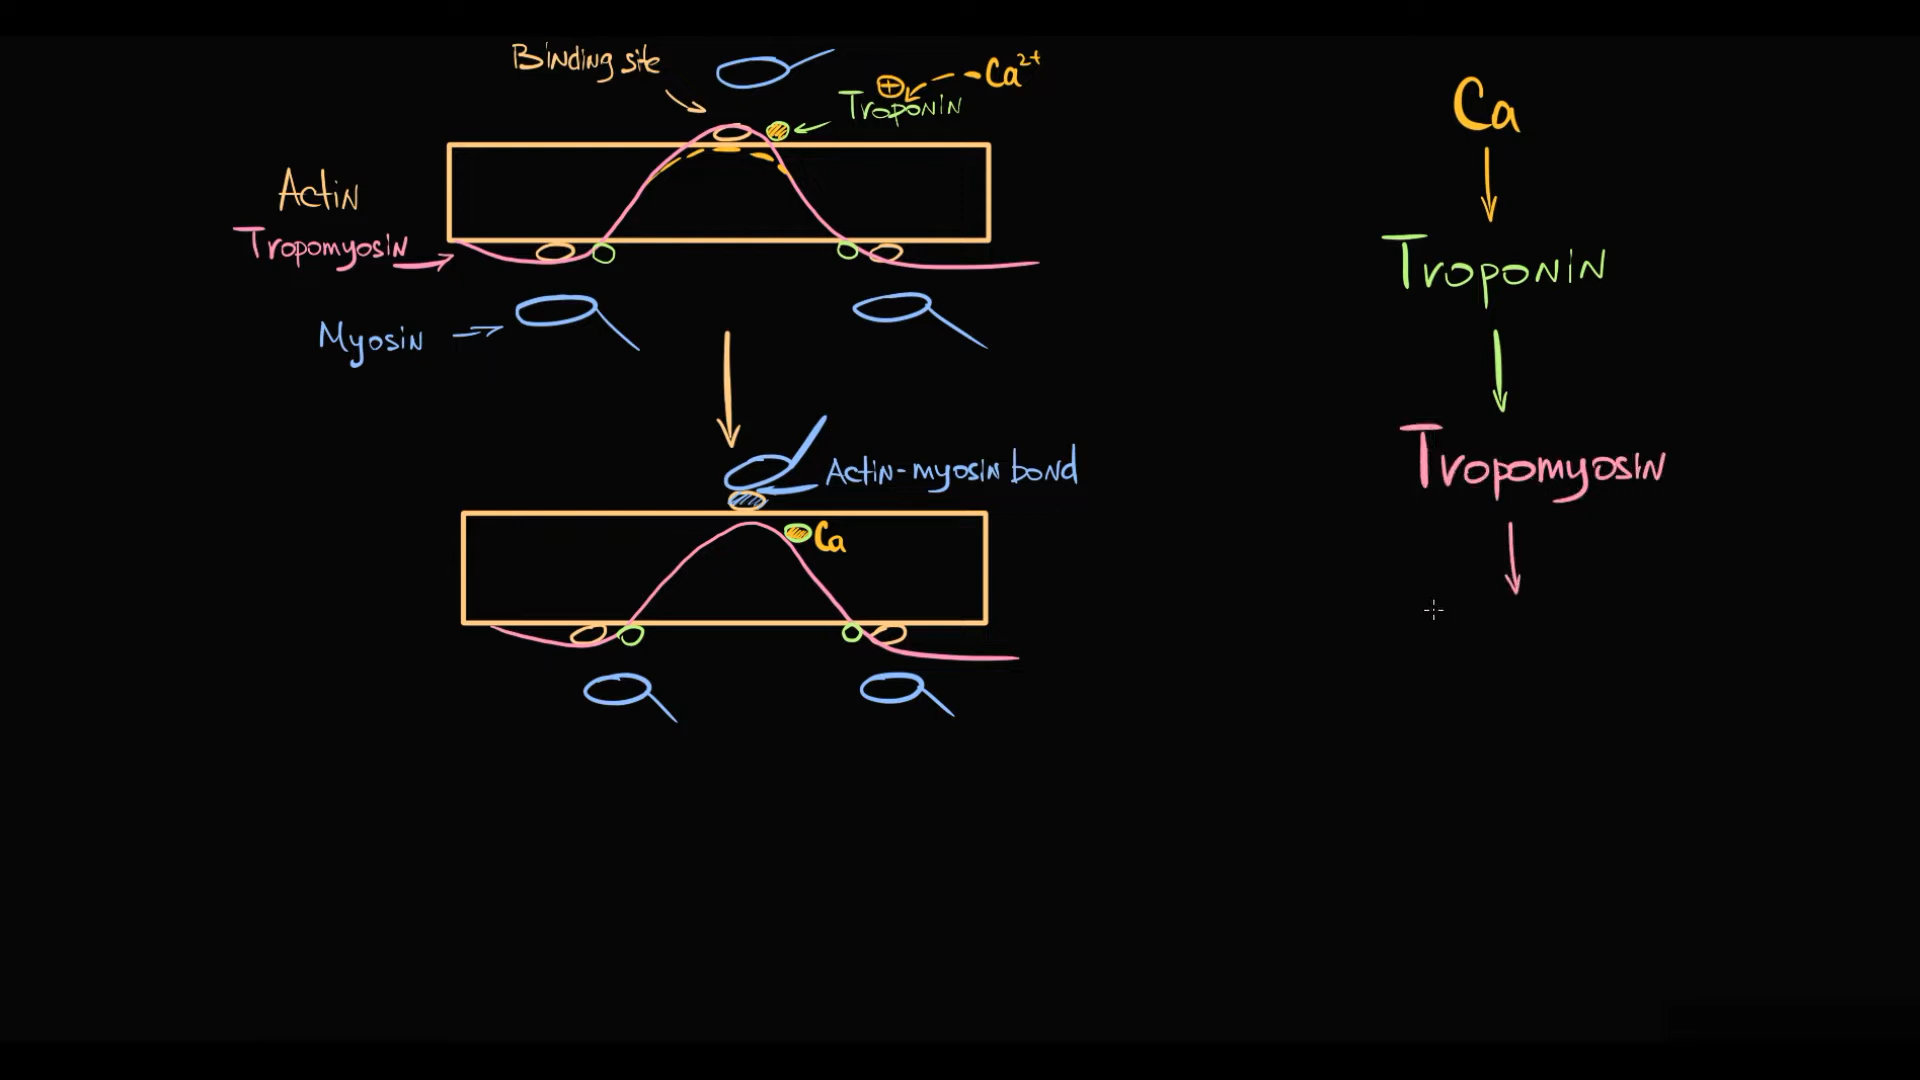 Binding site
⊕ Ca²⁺
Troponin
Actin
Tropomyosin
Myosin
Actin-myosin bond
Ca
Ca
Troponin
Tropomyosin